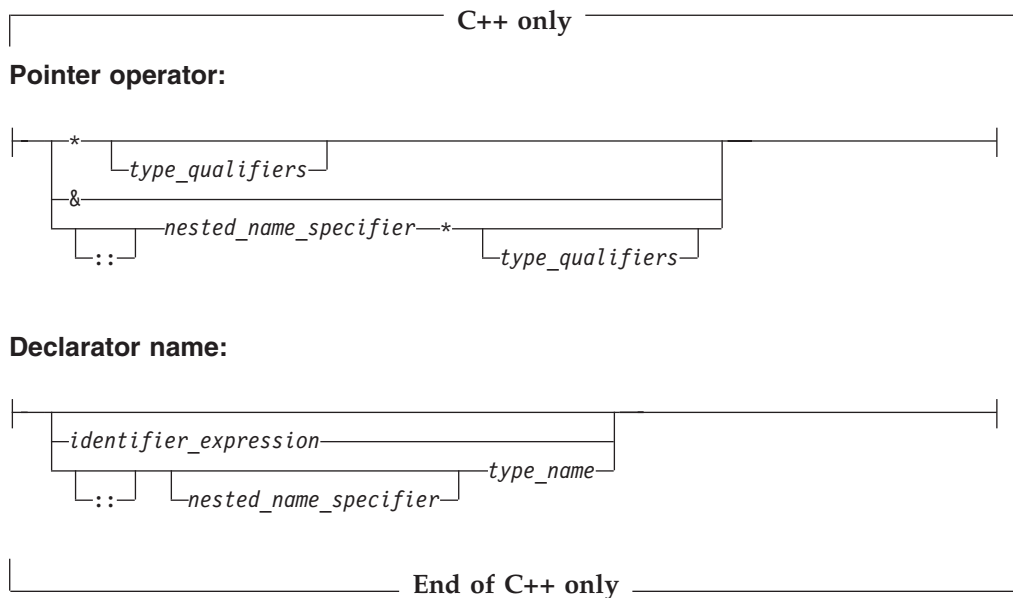 C++ only
Pointer operator:
*
type_qualifiers
&
nested_name_specifier *
:: type_qualifiers
Declarator name:
identifier_expression
type_name
:: nested_name_specifier
End of C++ only